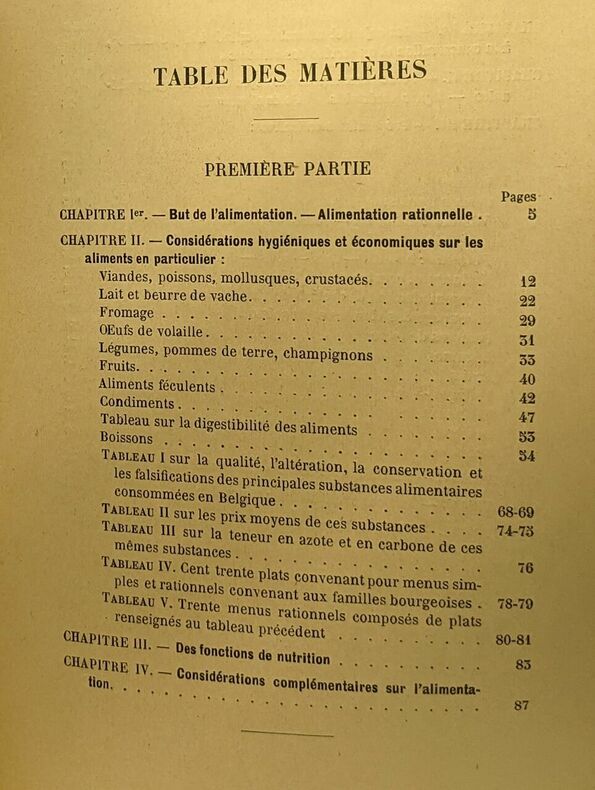 TABLE DES MATIÈRES
PREMIÈRE PARTIE
Pages
CHAPITRE Ier. — But de l'alimentation. — Alimentation rationnelle . 5
CHAPITRE II. — Considérations hygiéniques et économiques sur les
aliments en particulier :
Viandes, poissons, mollusques, crustacés. . . . . . . . 12
Lait et beurre de vache. . . . . . . . . . . . . . 22
Fromage . . . . . . . . . . . . . . . . . . . 29
OEufs de volaille. . . . . . . . . . . . . . . . . 31
Légumes, pommes de terre, champignons . . . . . . . 33
Fruits. . . . . . . . . . . . . . . . . . . . . 40
Aliments féculents . . . . . . . . . . . . . . . . 42
Condiments . . . . . . . . . . . . . . . . . . 47
Tableau sur la digestibilité des aliments . . . . . . . . 53
Boissons . . . . . . . . . . . . . . . . . . . 54
TABLEAU I sur la qualité, l'altération, la conservation et
les falsifications des principales substances alimentaires
consommées en Belgique . . . . . . . . . . . . 68-69
TABLEAU II sur les prix moyens de ces substances . . . . 74-75
TABLEAU III sur la teneur en azote et en carbone de ces
mêmes substances . . . . . . . . . . . . . . . 76
TABLEAU IV. Cent trente plats convenant pour menus sim-
ples et rationnels convenant aux familles bourgeoises . 78-79
TABLEAU V. Trente menus rationnels composés de plats
renseignés au tableau précédent . . . . . . . . . 80-81
CHAPITRE III. — Des fonctions de nutrition . . . . . . . . . 83
CHAPITRE IV. — Considérations complémentaires sur l'alimenta-
tion. . . . . . . . . . . . . . . . . . . . . . 87